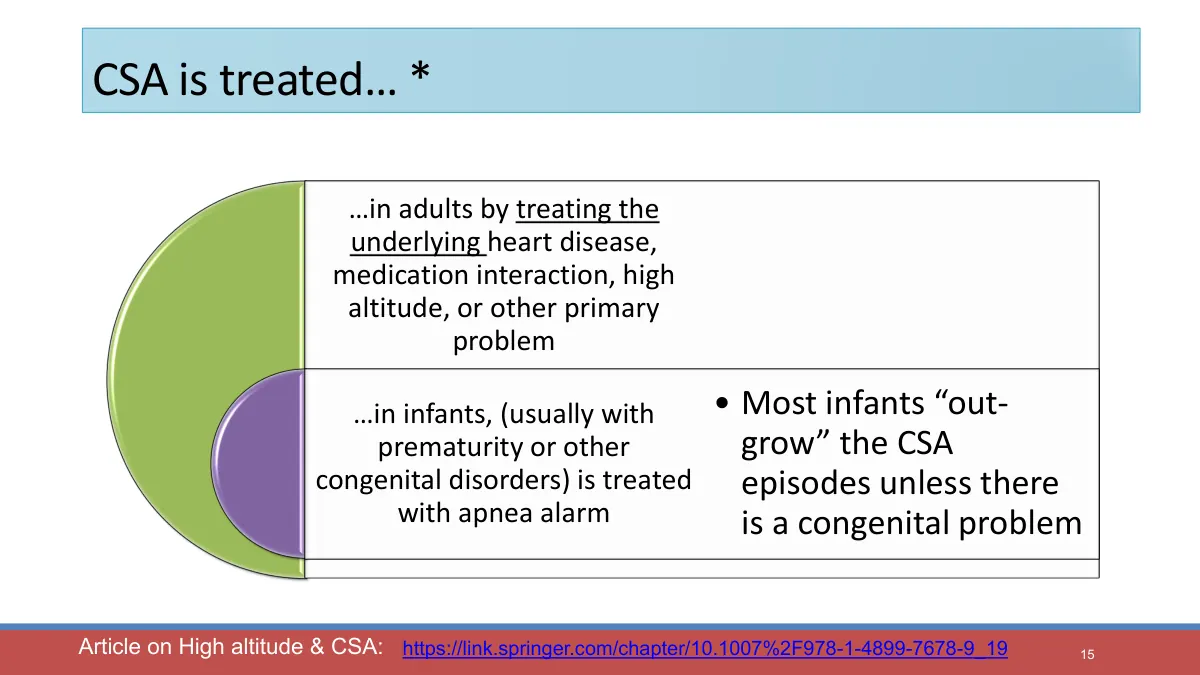 CSA is treated... *
...in adults by treating the
underlying heart disease,
medication interaction, high
altitude, or other primary
problem
...in infants, (usually with
prematurity or other
congenital disorders) is treated
with apnea alarm
• Most infants “out-
grow” the CSA
episodes unless there
is a congenital problem
Article on High altitude & CSA: https://link.springer.com/chapter/10.1007%2F978-1-4899-7678-9_19
15